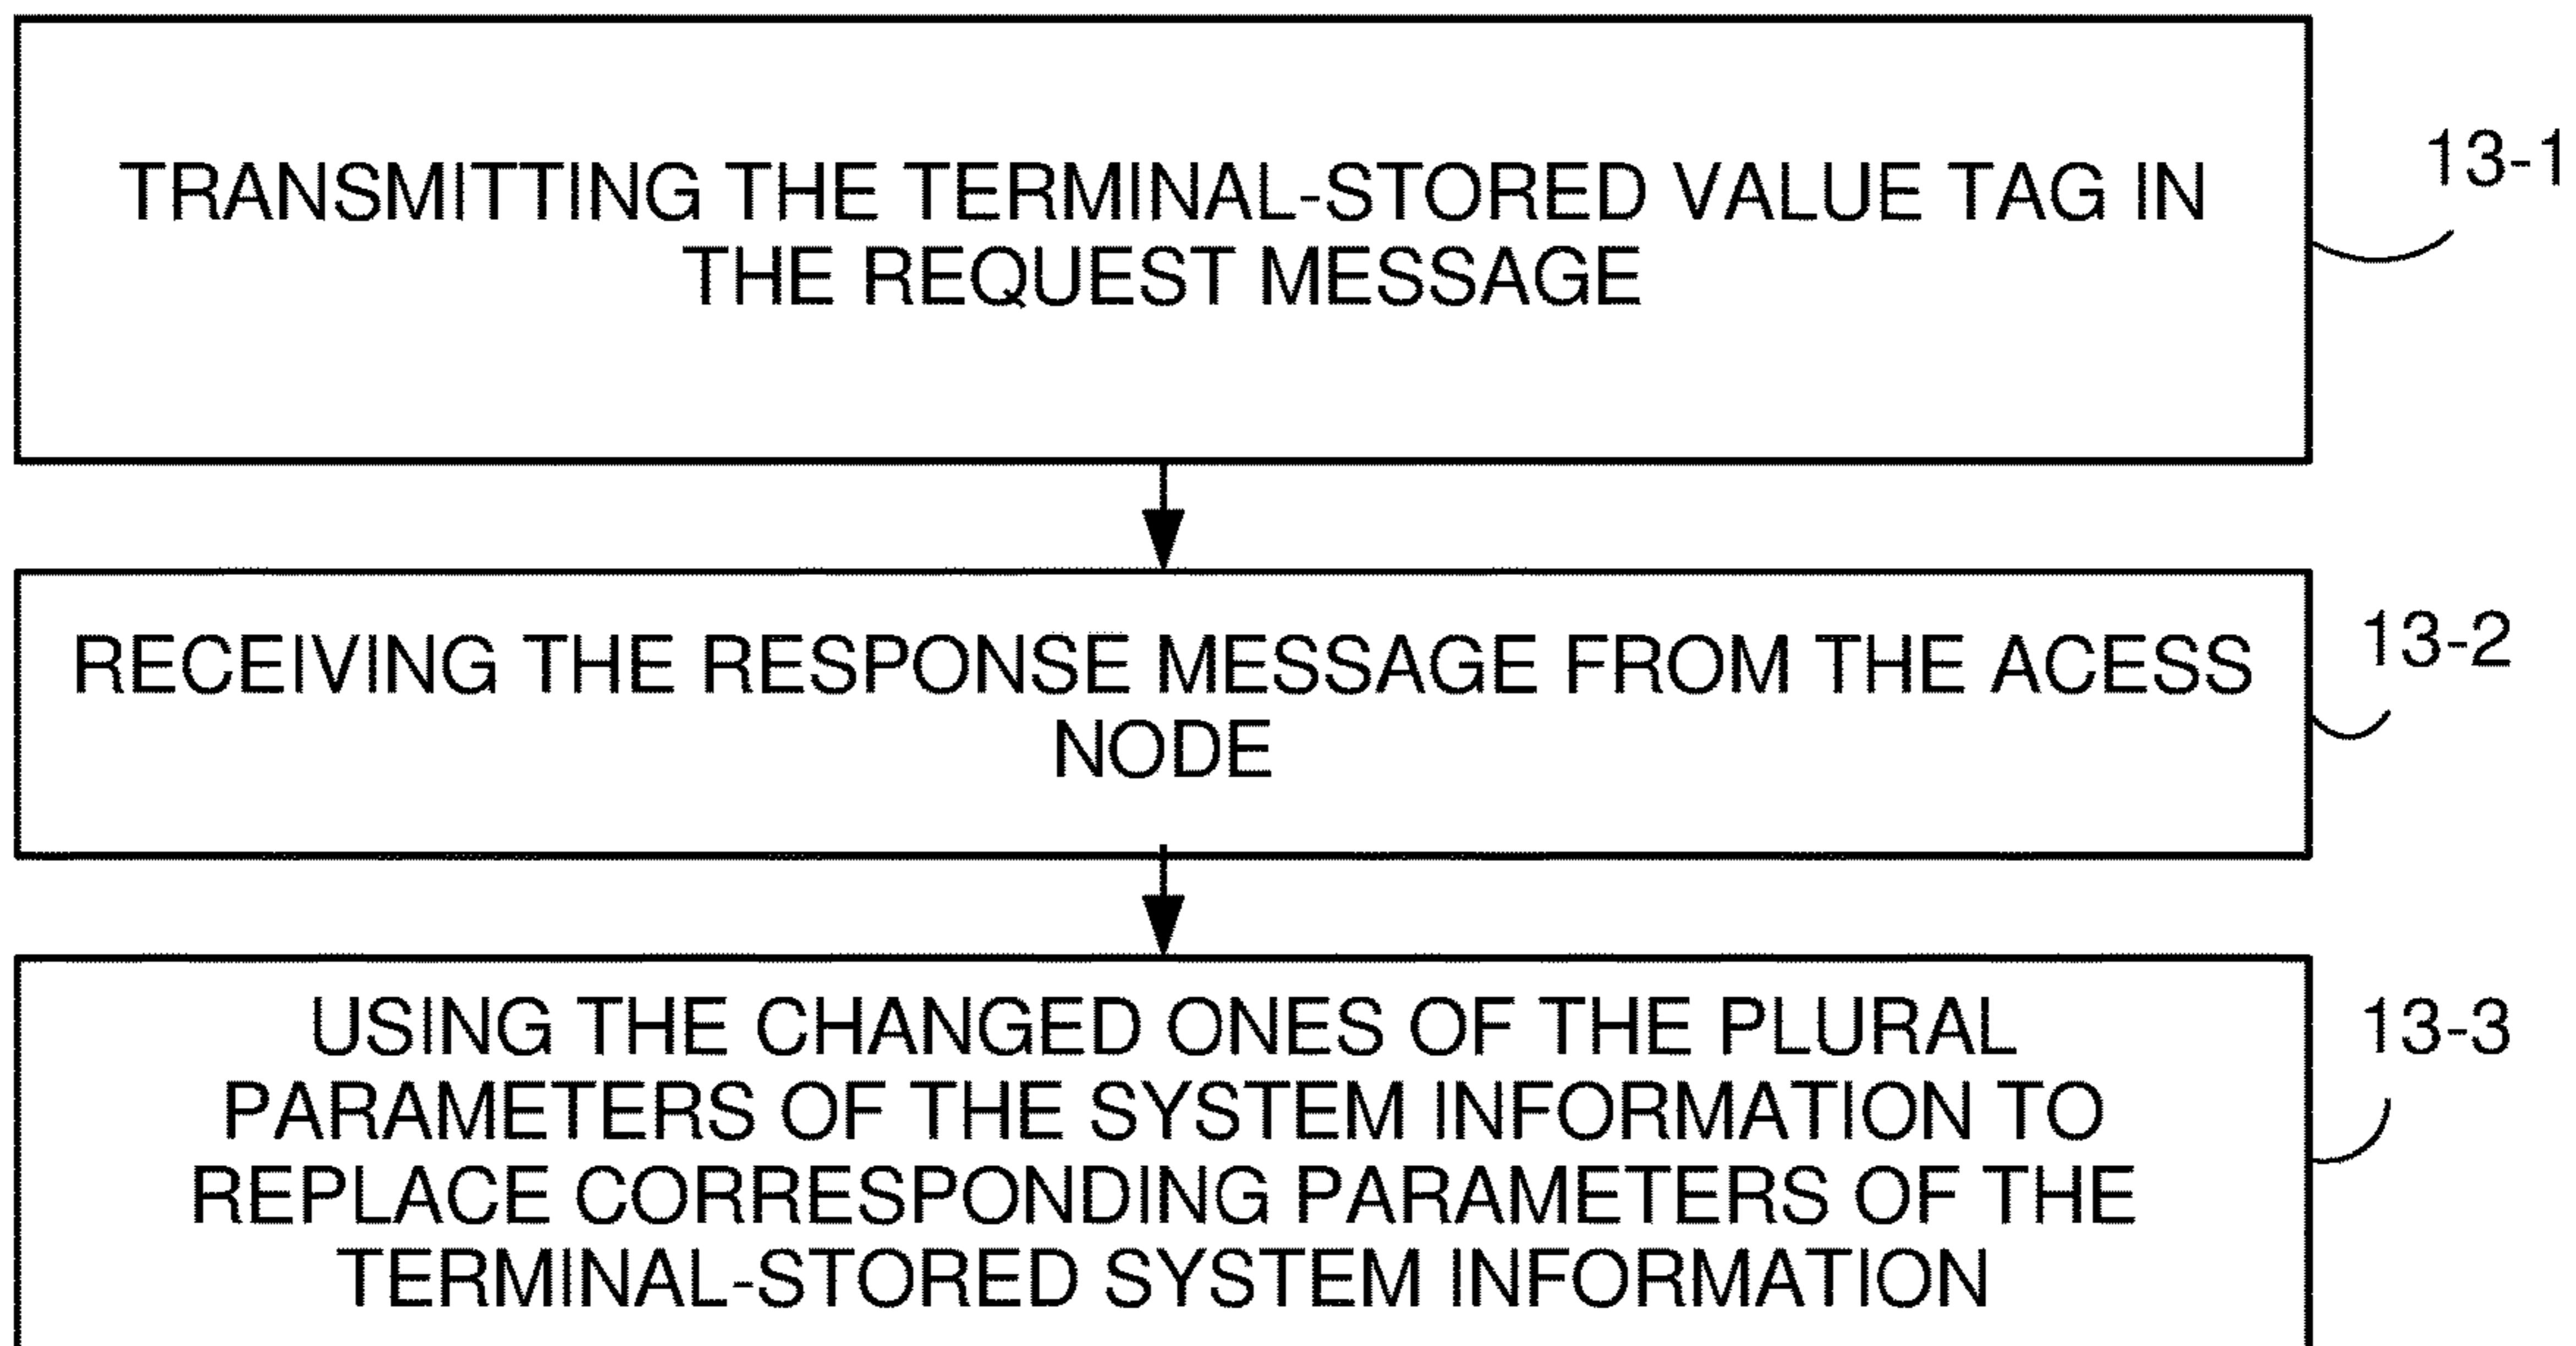 TRANSMITTING THE TERMINAL-STORED VALUE TAG IN
THE REQUEST MESSAGE
13-1
RECEIVING THE RESPONSE MESSAGE FROM THE ACESS
NODE
13-2
USING THE CHANGED ONES OF THE PLURAL
PARAMETERS OF THE SYSTEM INFORMATION TO
REPLACE CORRESPONDING PARAMETERS OF THE
TERMINAL-STORED SYSTEM INFORMATION
13-3